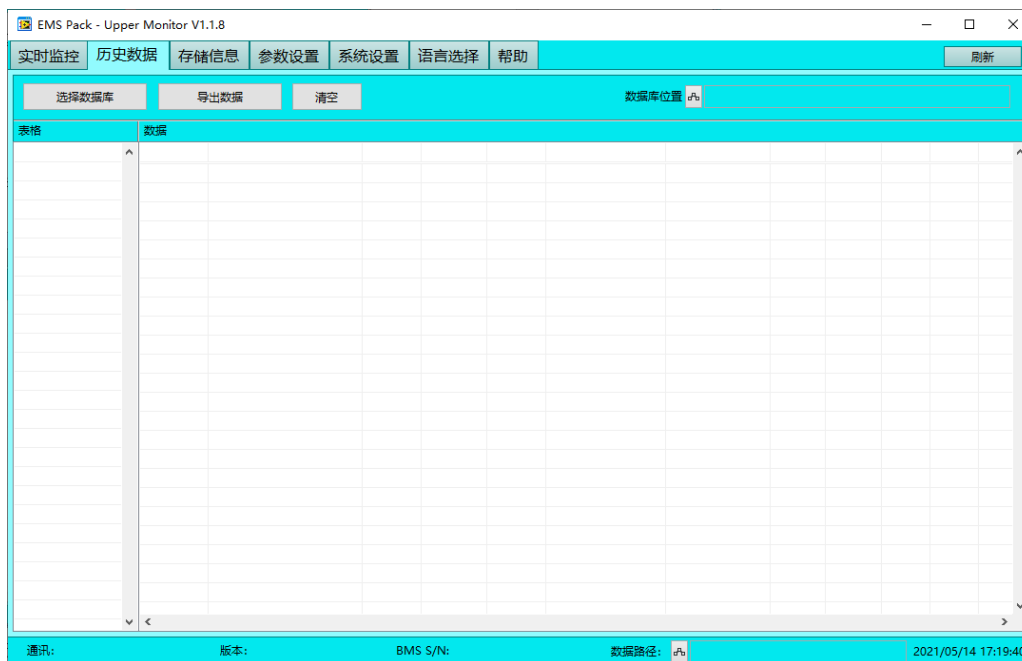 EMS Pack - Upper Monitor V1.1.8
实时监控 历史数据 存储信息 参数设置 系统设置 语言选择 帮助 刷新
选择数据库 导出数据 清空 数据库位置
表格 数据
通讯: 版本: BMS S/N: 数据路径: 2021/05/14 17:19:40